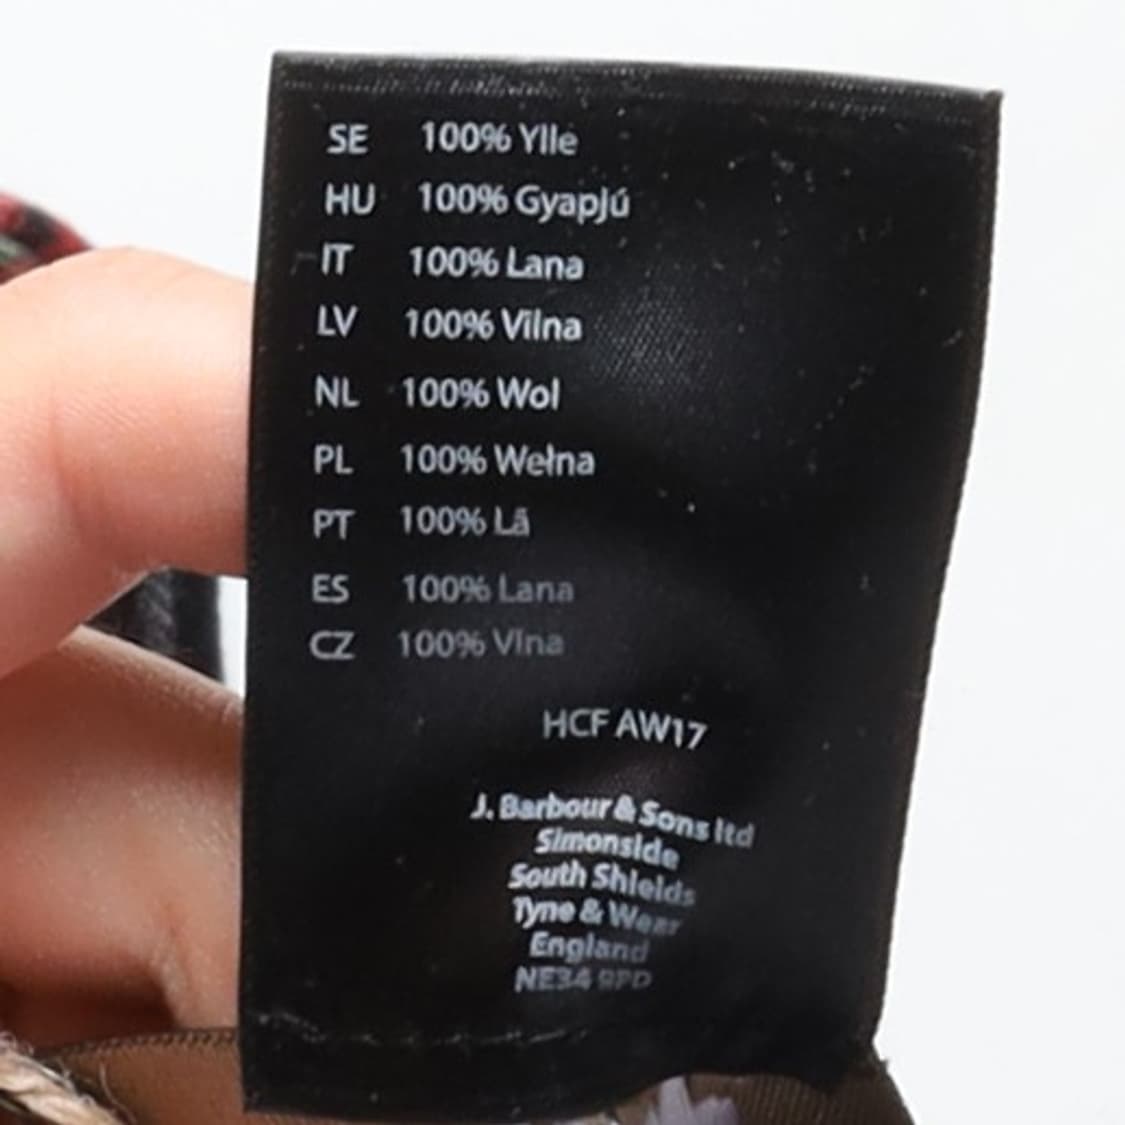 SE 100% Ylle
HU 100% Gyapjú
IT 100% Lana
LV 100% Vilna
NL 100% Wol
PL 100% Wełna
PT 100% Lã
ES 100% Lana
CZ 100% Vlna
HCF AW17
J. Barbour & Sons ltd
Simonside
South Shields
Tyne & Wear
England
NE34 9PD